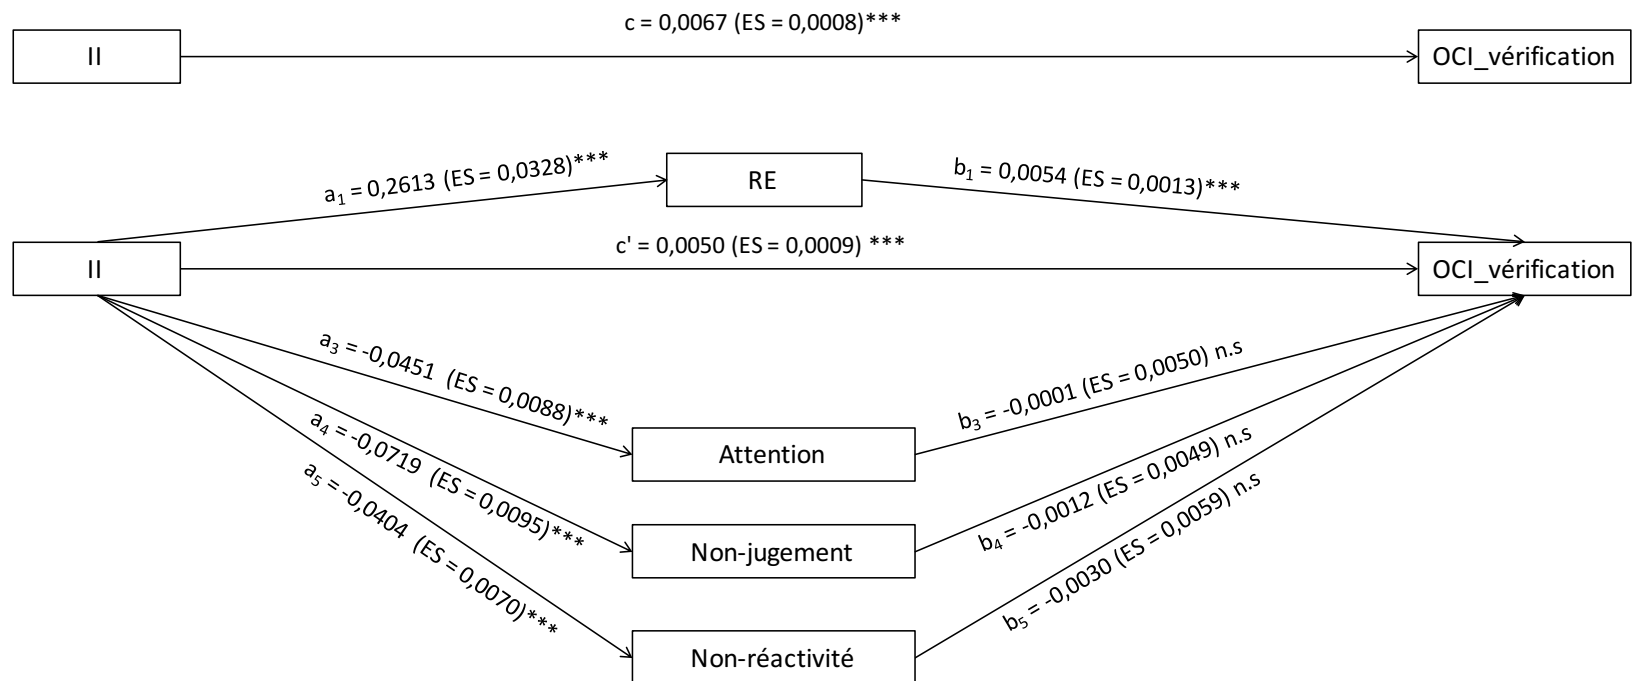 c = 0,0067 (ES = 0,0008)***
II
OCI_vérification
a₁ = 0,2613 (ES = 0,0328)***
RE
b₁ = 0,0054 (ES = 0,0013)***
c' = 0,0050 (ES = 0,0009) ***
II
OCI_vérification
a₃ = -0,0451 (ES = 0,0088)***
b₃ = -0,0001 (ES = 0,0050) n.s
Attention
a₄ = -0,0719 (ES = 0,0095)***
b₄ = -0,0012 (ES = 0,0049) n.s
Non-jugement
a₅ = -0,0404 (ES = 0,0070)***
b₅ = -0,0030 (ES = 0,0059) n.s
Non-réactivité